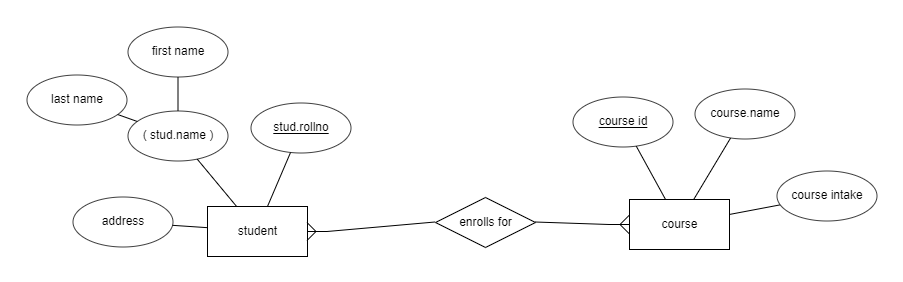 first name
last name
( stud.name )
stud.rollno
course id
course.name
address
student
enrolls for
course
course intake